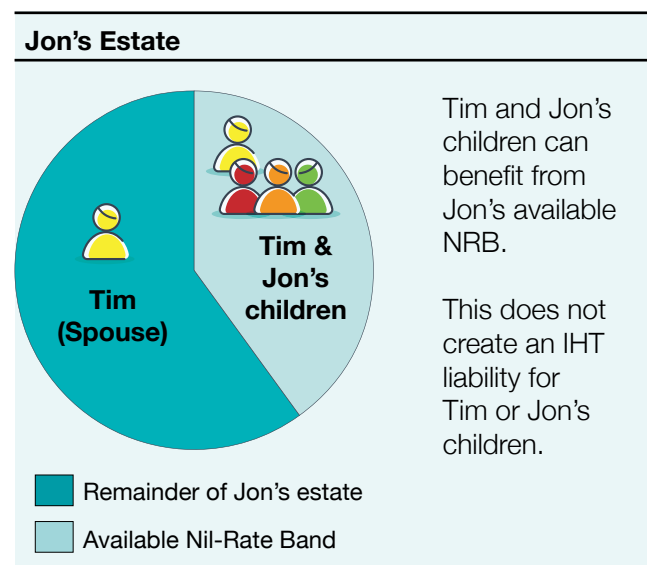 Jon's Estate
Tim
(Spouse)
Tim &
Jon's
children
Tim and Jon's
children can
benefit from
Jon's available
NRB.
This does not
create an IHT
liability for
Tim or Jon's
children.
Remainder of Jon's estate
Available Nil-Rate Band